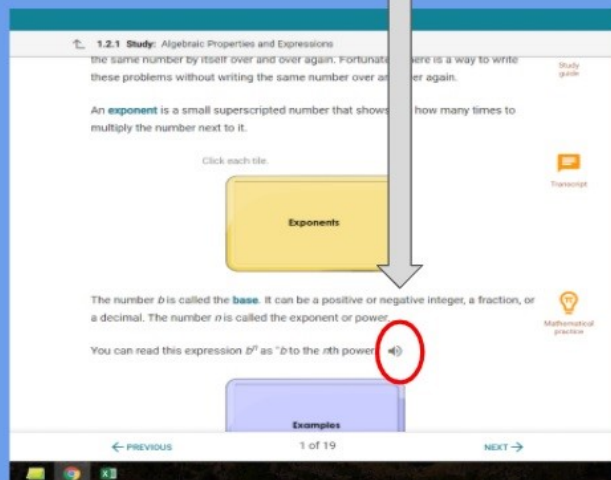 1.2.1 Study: Algebraic Properties and Expressions
the same number by itself over and over again. is a way to write
these problems without writing the same number over again.
Study
guide
An exponent is a small superscripted number that shows how many times to
multiply the number next to it.
Click each tile.
Transcript
Exponents
The number b is called the base. It can be a positive or negative integer, a fraction, or
a decimal. The number n is called the exponent or power.
Mathematical
practice
You can read this expression bⁿ as "b to the nth power
Examples
← PREVIOUS
1 of 19
NEXT →